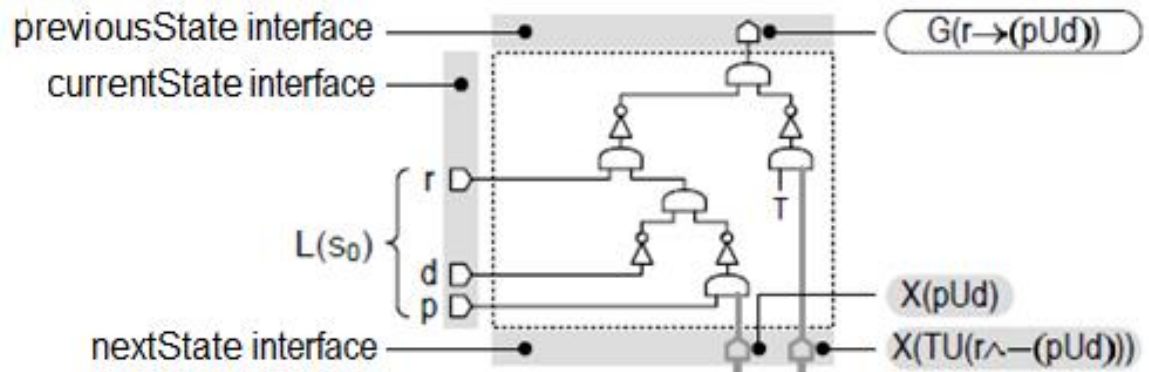 previousState interface
G(r→(pUd))
currentState interface
r
T
L(s₀)
d
X(pUd)
p
nextState interface
X(TU(r∧−(pUd)))